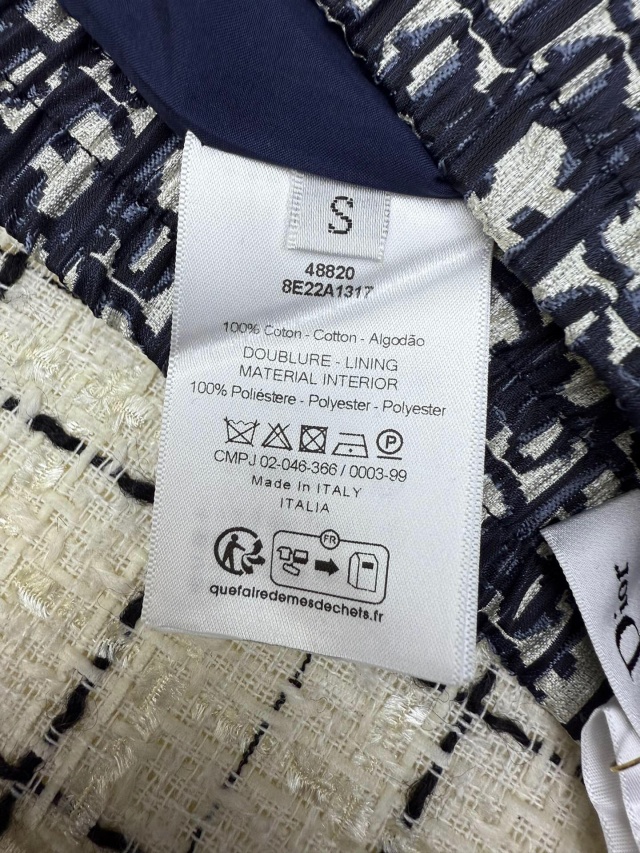 S
48820
8E22A1317
100% Coton - Cotton - Algodão
DOUBLURE - LINING
MATERIAL INTERIOR
100% Poliéstere - Polyester - Polyester
P
CMPJ 02-046-366 / 0003-99
Made in ITALY
ITALIA
FR
quefairedemesdechets.fr
Dior